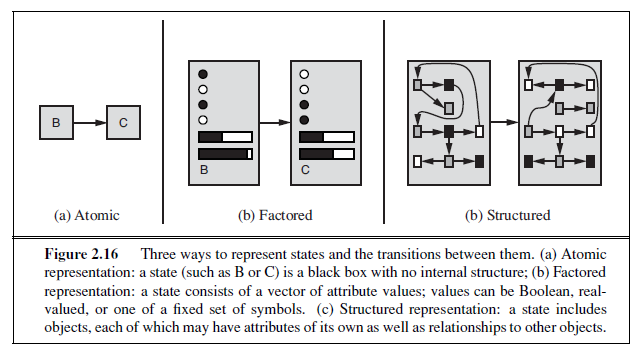 B
C
B
C
(a) Atomic
(b) Factored
(b) Structured
Figure 2.16 Three ways to represent states and the transitions between them. (a) Atomic
representation: a state (such as B or C) is a black box with no internal structure; (b) Factored
representation: a state consists of a vector of attribute values; values can be Boolean, real-
valued, or one of a fixed set of symbols. (c) Structured representation: a state includes
objects, each of which may have attributes of its own as well as relationships to other objects.